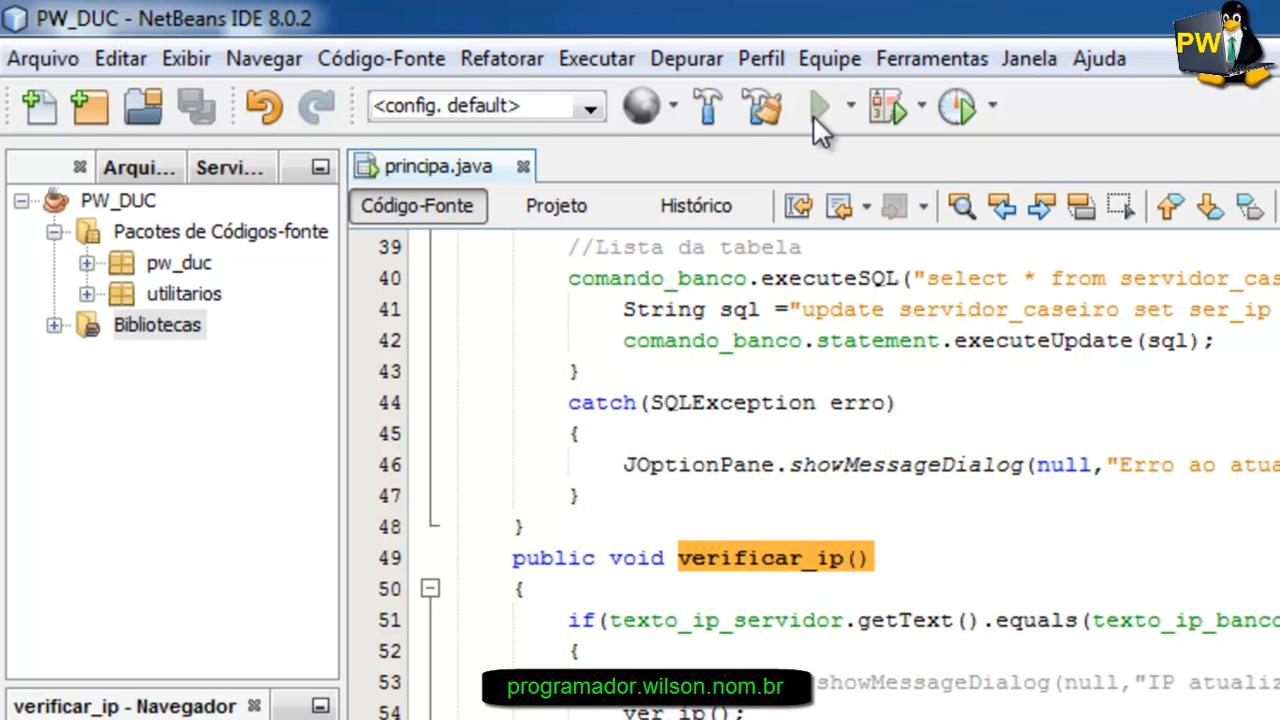 PW_DUC - NetBeans IDE 8.0.2
PW
Arquivo Editar Exibir Navegar Código-Fonte Refatorar Executar Depurar Perfil Equipe Ferramentas Janela Ajuda
<config. default>
Arqui... Servi... principa.java
Código-Fonte Projeto Histórico
PW_DUC
Pacotes de Códigos-fonte
pw_duc
utilitarios
Bibliotecas
39 //Lista da tabela
40 comando_banco.executeSQL("select * from servidor_cas
41 String sql ="update servidor_caseiro set ser_ip
42 comando_banco.statement.executeUpdate(sql);
43 }
44 catch(SQLException erro)
45 {
46 JOptionPane.showMessageDialog(null,"Erro ao atua
47 }
48 }
49 public void verificar_ip()
50 {
51 if(texto_ip_servidor.getText().equals(texto_ip_banco
52 {
53 showMessageDialog(null,"IP atualiz
54 ver_ip();
programador.wilson.nom.br
verificar_ip - Navegador